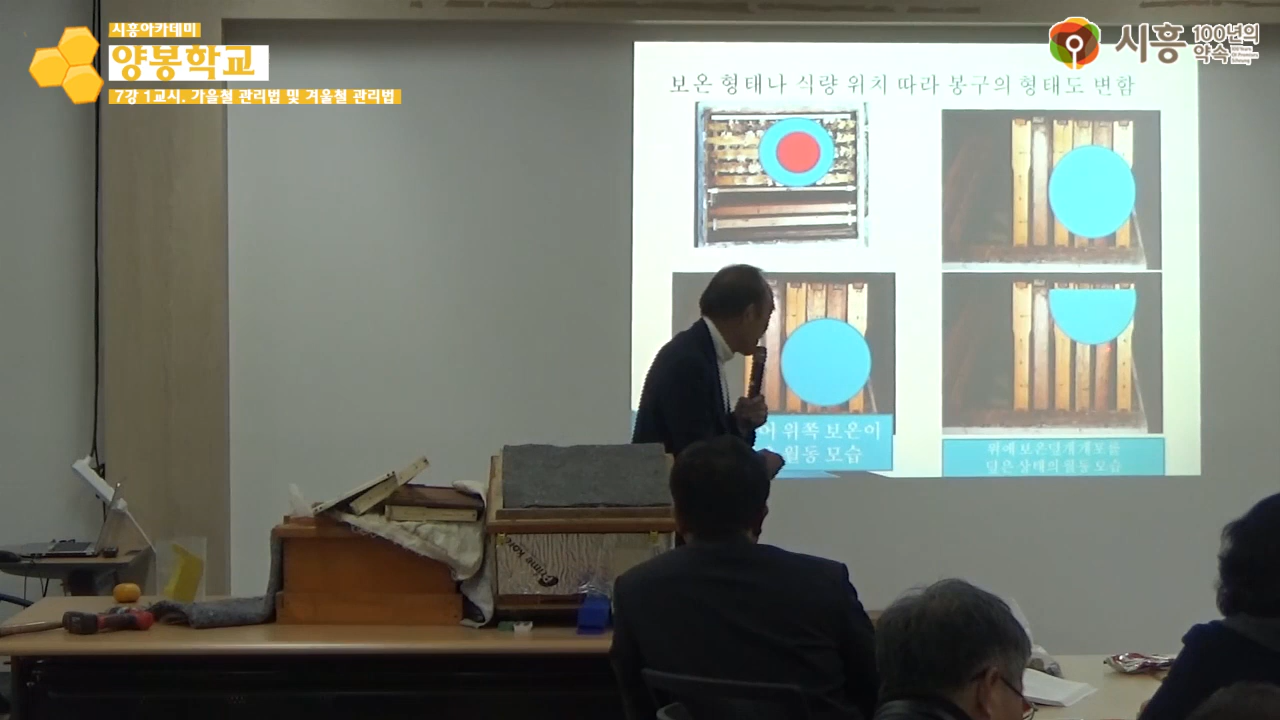 시흥아카데미
양봉학교
7강 1교시. 가을철 관리법 및 겨울철 관리법
시흥 100년의
약속
보온 형태나 식량 위치 따라 봉구의 형태도 변함
위쪽 보온이
월동 모습
위에 보온덮개 개포를
덮은 상태의 월동 모습
Prime